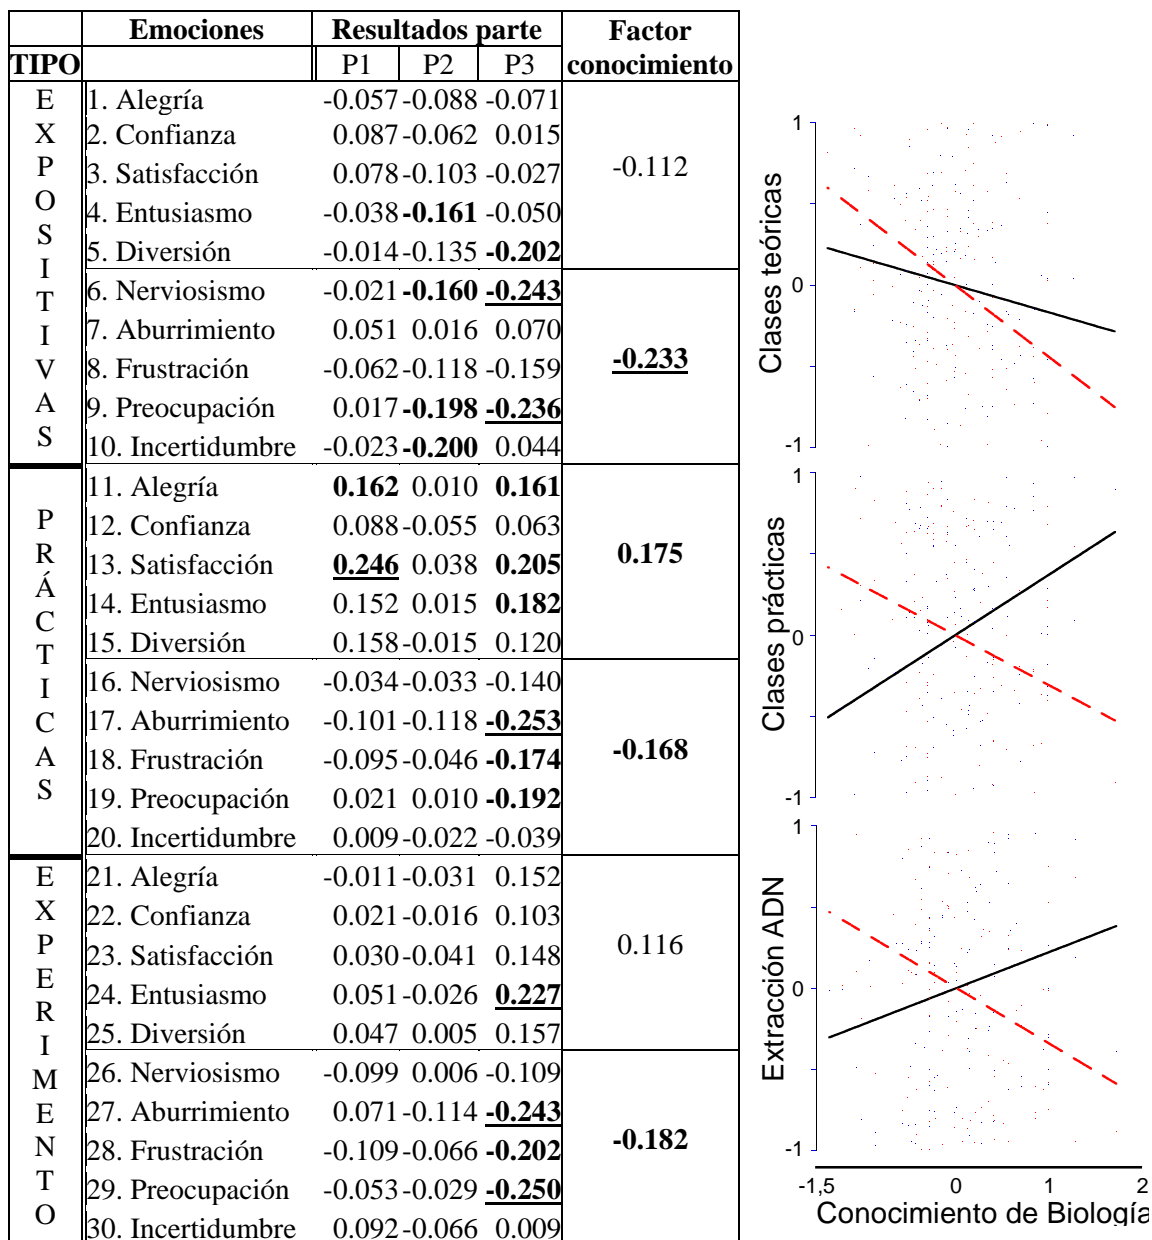 Emociones Resultados parte Factor
TIPO P1 P2 P3 conocimiento
EXPOSITIVAS
1. Alegría -0.057 -0.088 -0.071
2. Confianza 0.087 -0.062 0.015
3. Satisfacción 0.078 -0.103 -0.027 -0.112
4. Entusiasmo -0.038 -0.161 -0.050
5. Diversión -0.014 -0.135 -0.202
6. Nerviosismo -0.021 -0.160 -0.243
7. Aburrimiento 0.051 0.016 0.070
8. Frustración -0.062 -0.118 -0.159 -0.233
9. Preocupación 0.017 -0.198 -0.236
10. Incertidumbre -0.023 -0.200 0.044
PRÁCTICAS
11. Alegría 0.162 0.010 0.161
12. Confianza 0.088 -0.055 0.063
13. Satisfacción 0.246 0.038 0.205 0.175
14. Entusiasmo 0.152 0.015 0.182
15. Diversión 0.158 -0.015 0.120
16. Nerviosismo -0.034 -0.033 -0.140
17. Aburrimiento -0.101 -0.118 -0.253
18. Frustración -0.095 -0.046 -0.174 -0.168
19. Preocupación 0.021 0.010 -0.192
20. Incertidumbre 0.009 -0.022 -0.039
EXPERIMENTO
21. Alegría -0.011 -0.031 0.152
22. Confianza 0.021 -0.016 0.103
23. Satisfacción 0.030 -0.041 0.148 0.116
24. Entusiasmo 0.051 -0.026 0.227
25. Diversión 0.047 0.005 0.157
26. Nerviosismo -0.099 0.006 -0.109
27. Aburrimiento 0.071 -0.114 -0.243
28. Frustración -0.109 -0.066 -0.202 -0.182
29. Preocupación -0.053 -0.029 -0.250
30. Incertidumbre 0.092 -0.066 0.009
Clases teóricas
1
0
-1
Clases prácticas
1
0
-1
Extracción ADN
1
0
-1
-1,5 0 1 2
Conocimiento de Biología